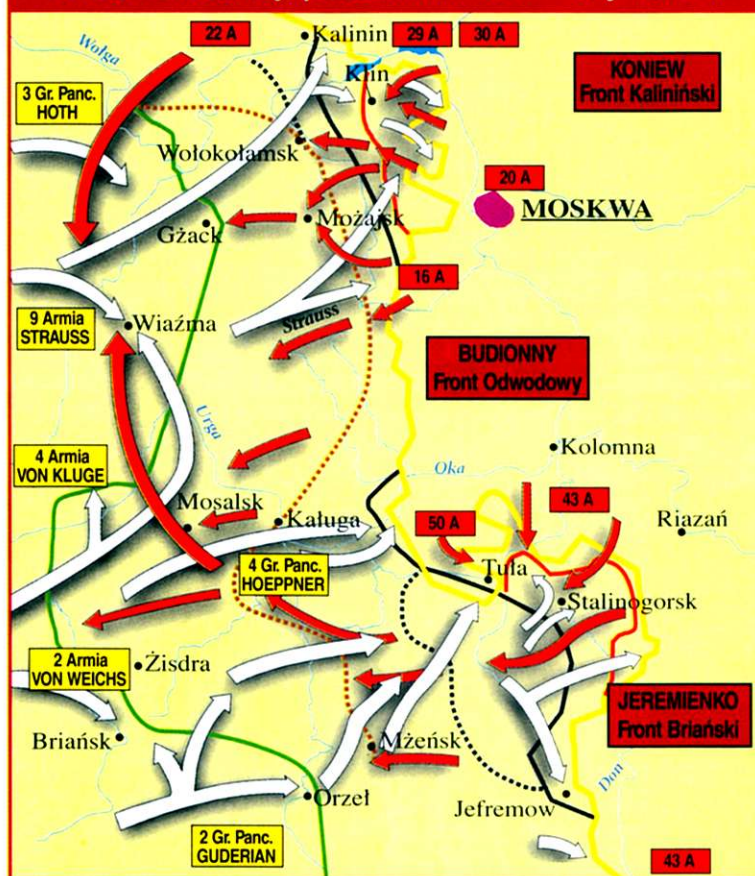 22 A
Kalinin
29 A
30 A
Wołga
Klin
KONIEW
Front Kaliniński
3 Gr. Panc.
HOTH
Wołokołamsk
20 A
MOSKWA
Gżack
Możajsk
16 A
9 Armia
STRAUSS
Wiaźma
Strauss
BUDIONNY
Front Odwodowy
Urga
Kolomna
4 Armia
VON KLUGE
Oka
Mosalsk
Kaługa
50 A
43 A
Riazań
4 Gr. Panc.
HOEPPNER
Tuła
Stalinogorsk
2 Armia
VON WEICHS
Żisdra
JEREMIENKO
Front Briański
Briańsk
Mżeńsk
Don
Orzeł
Jefremow
2 Gr. Panc.
GUDERIAN
43 A